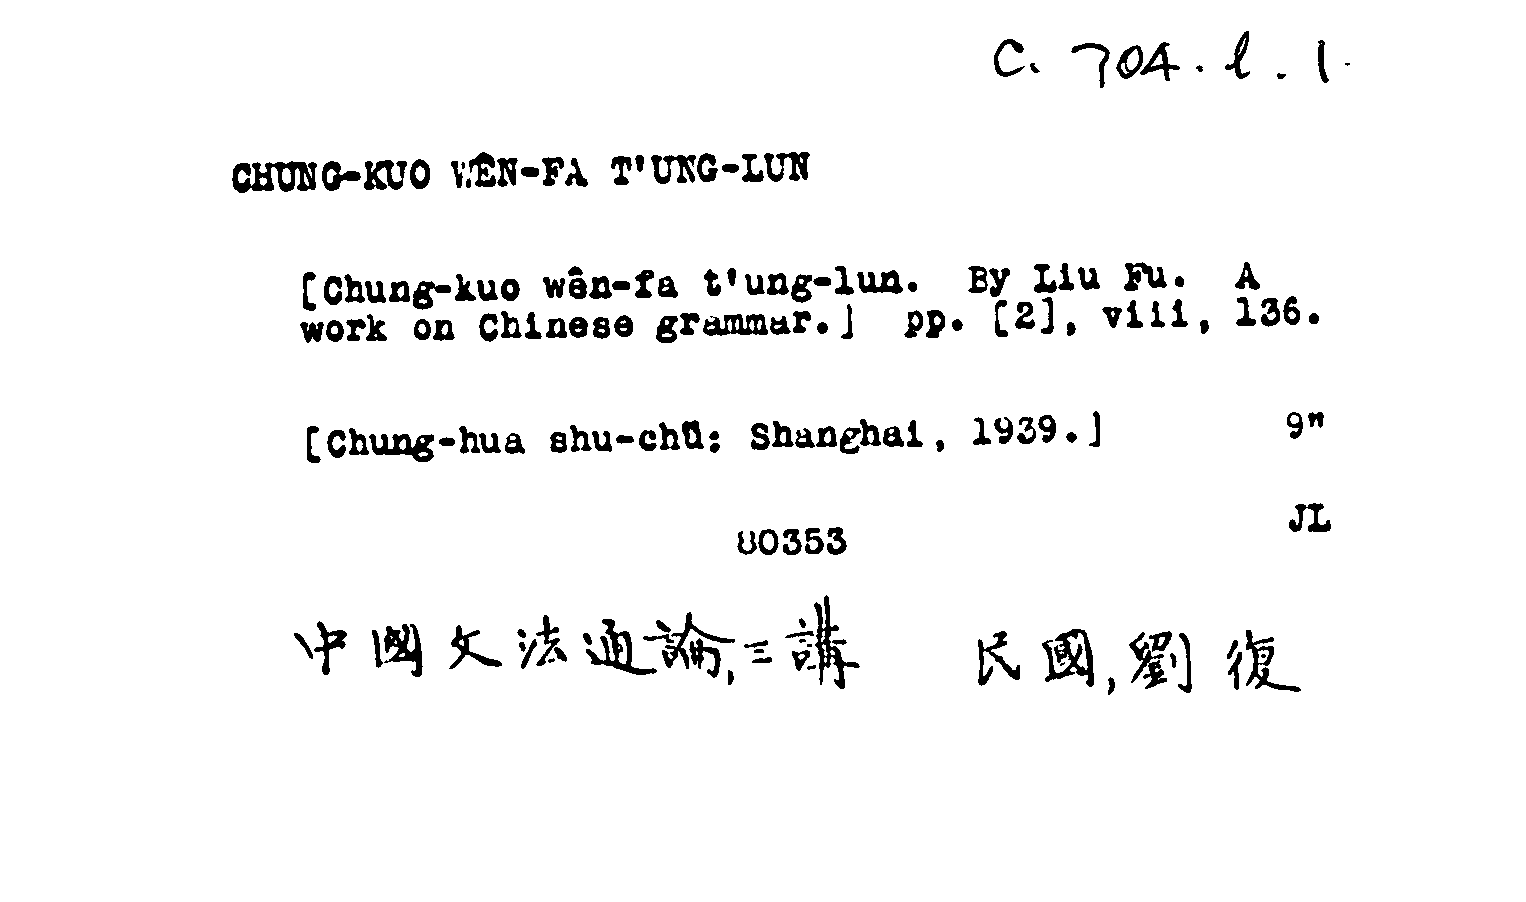 C. 704. l. 1.
CHUNG-KUO WÊN-FA T'UNG-LUN
[Chung-kuo wên-fa t'ung-lun. By Liu Fu. A
work on Chinese grammar.] pp. [2], viii, 136.
[Chung-hua shu-chü: Shanghai, 1939.] 9"
JL
80353
中國文法通論,三講 民國,劉復